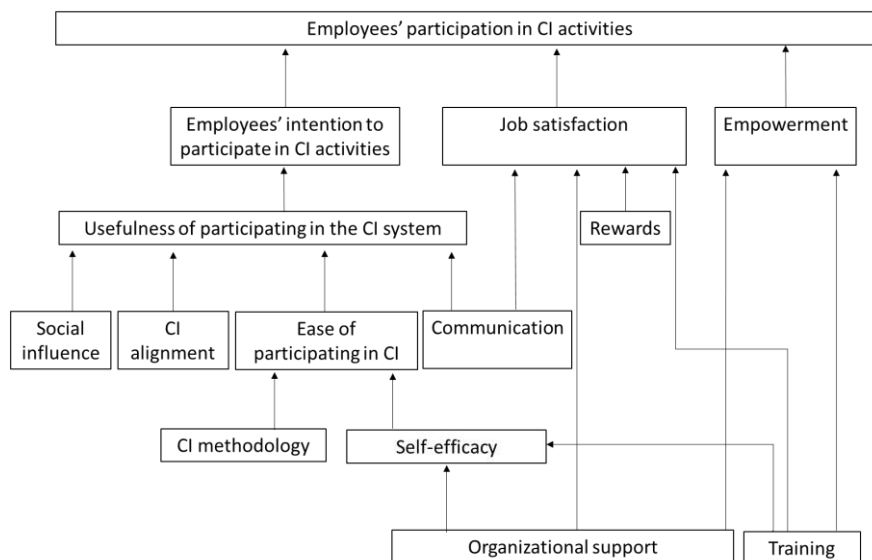 Employees' participation in CI activities
Employees' intention to
participate in CI activities
Job satisfaction
Empowerment
Usefulness of participating in the CI system
Rewards
Social
influence
CI
alignment
Ease of
participating in CI
Communication
CI methodology
Self-efficacy
Organizational support
Training